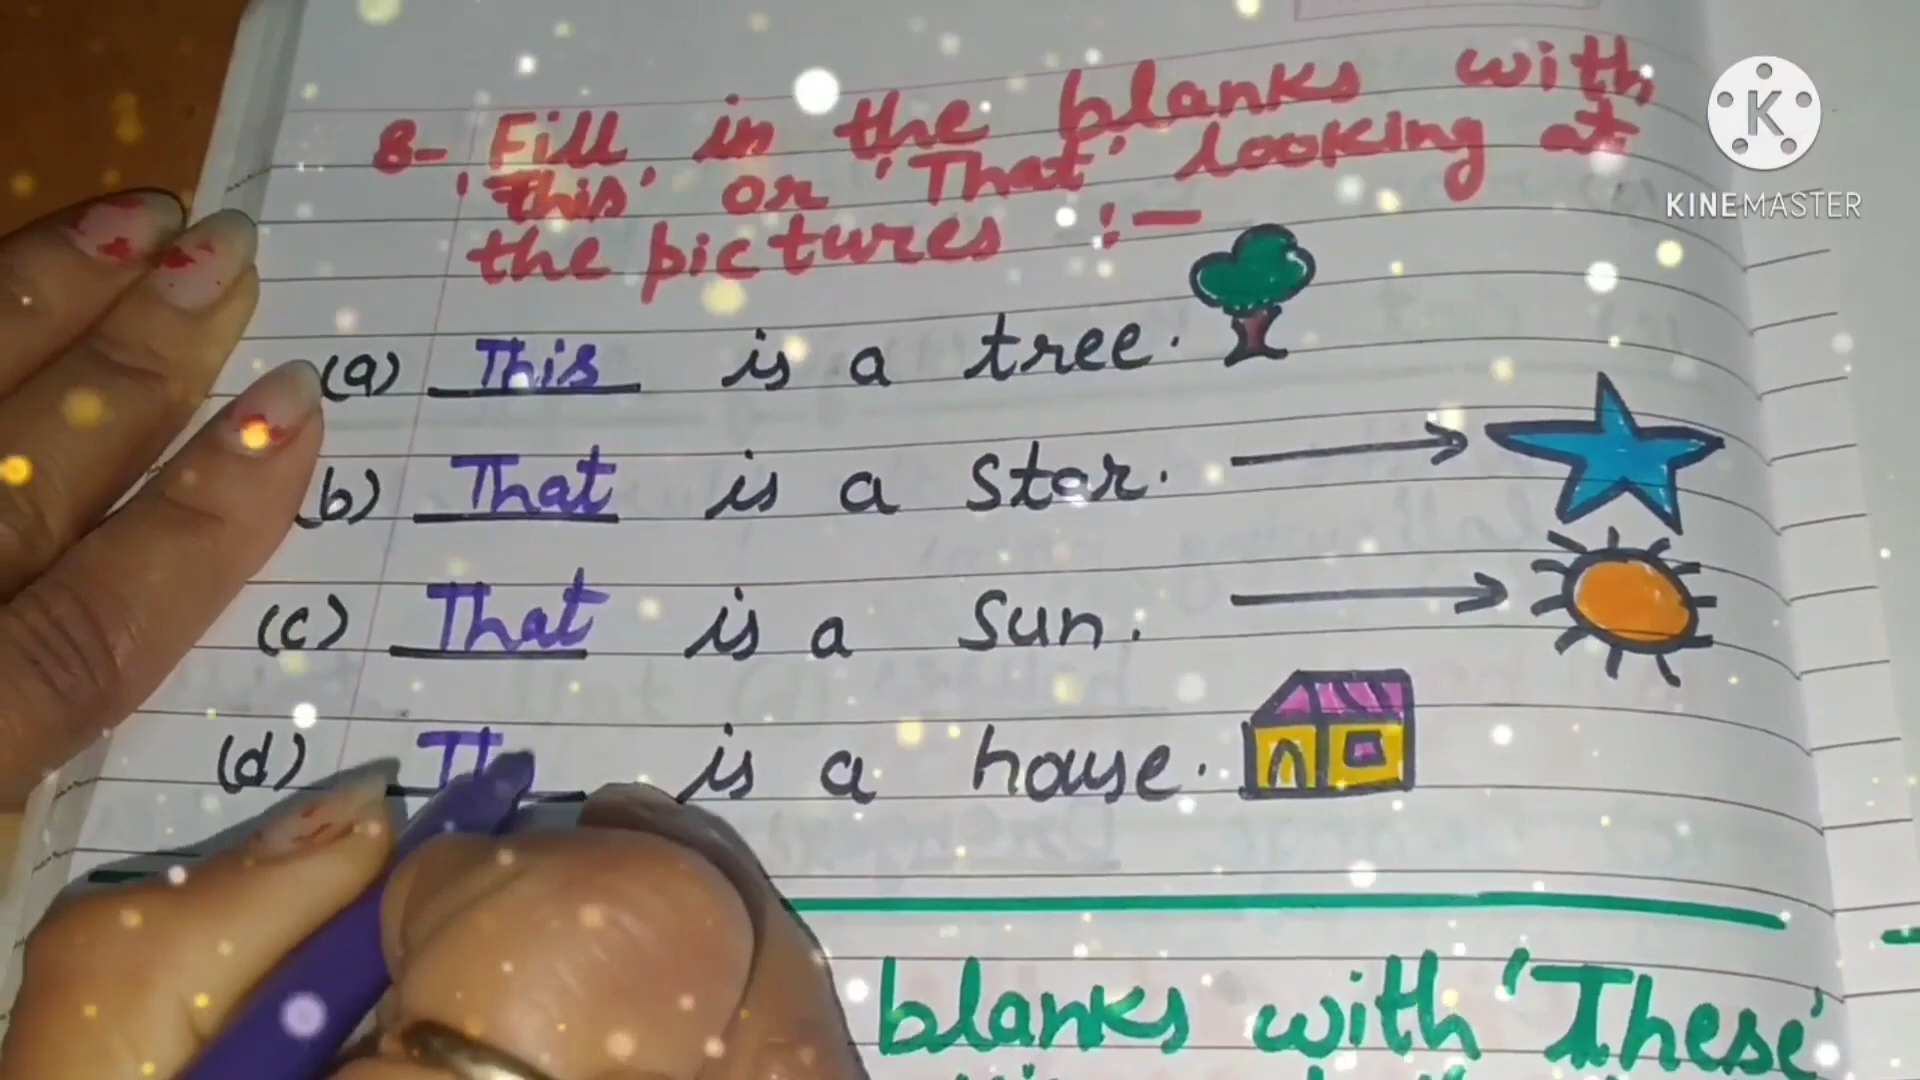 8- Fill in the blanks with
'This' or 'That' looking at
the pictures :-
(a) This is a tree.
(b) That is a star.
(c) That is a sun.
(d) is a house.
blanks with 'These'
K
KINEMASTER